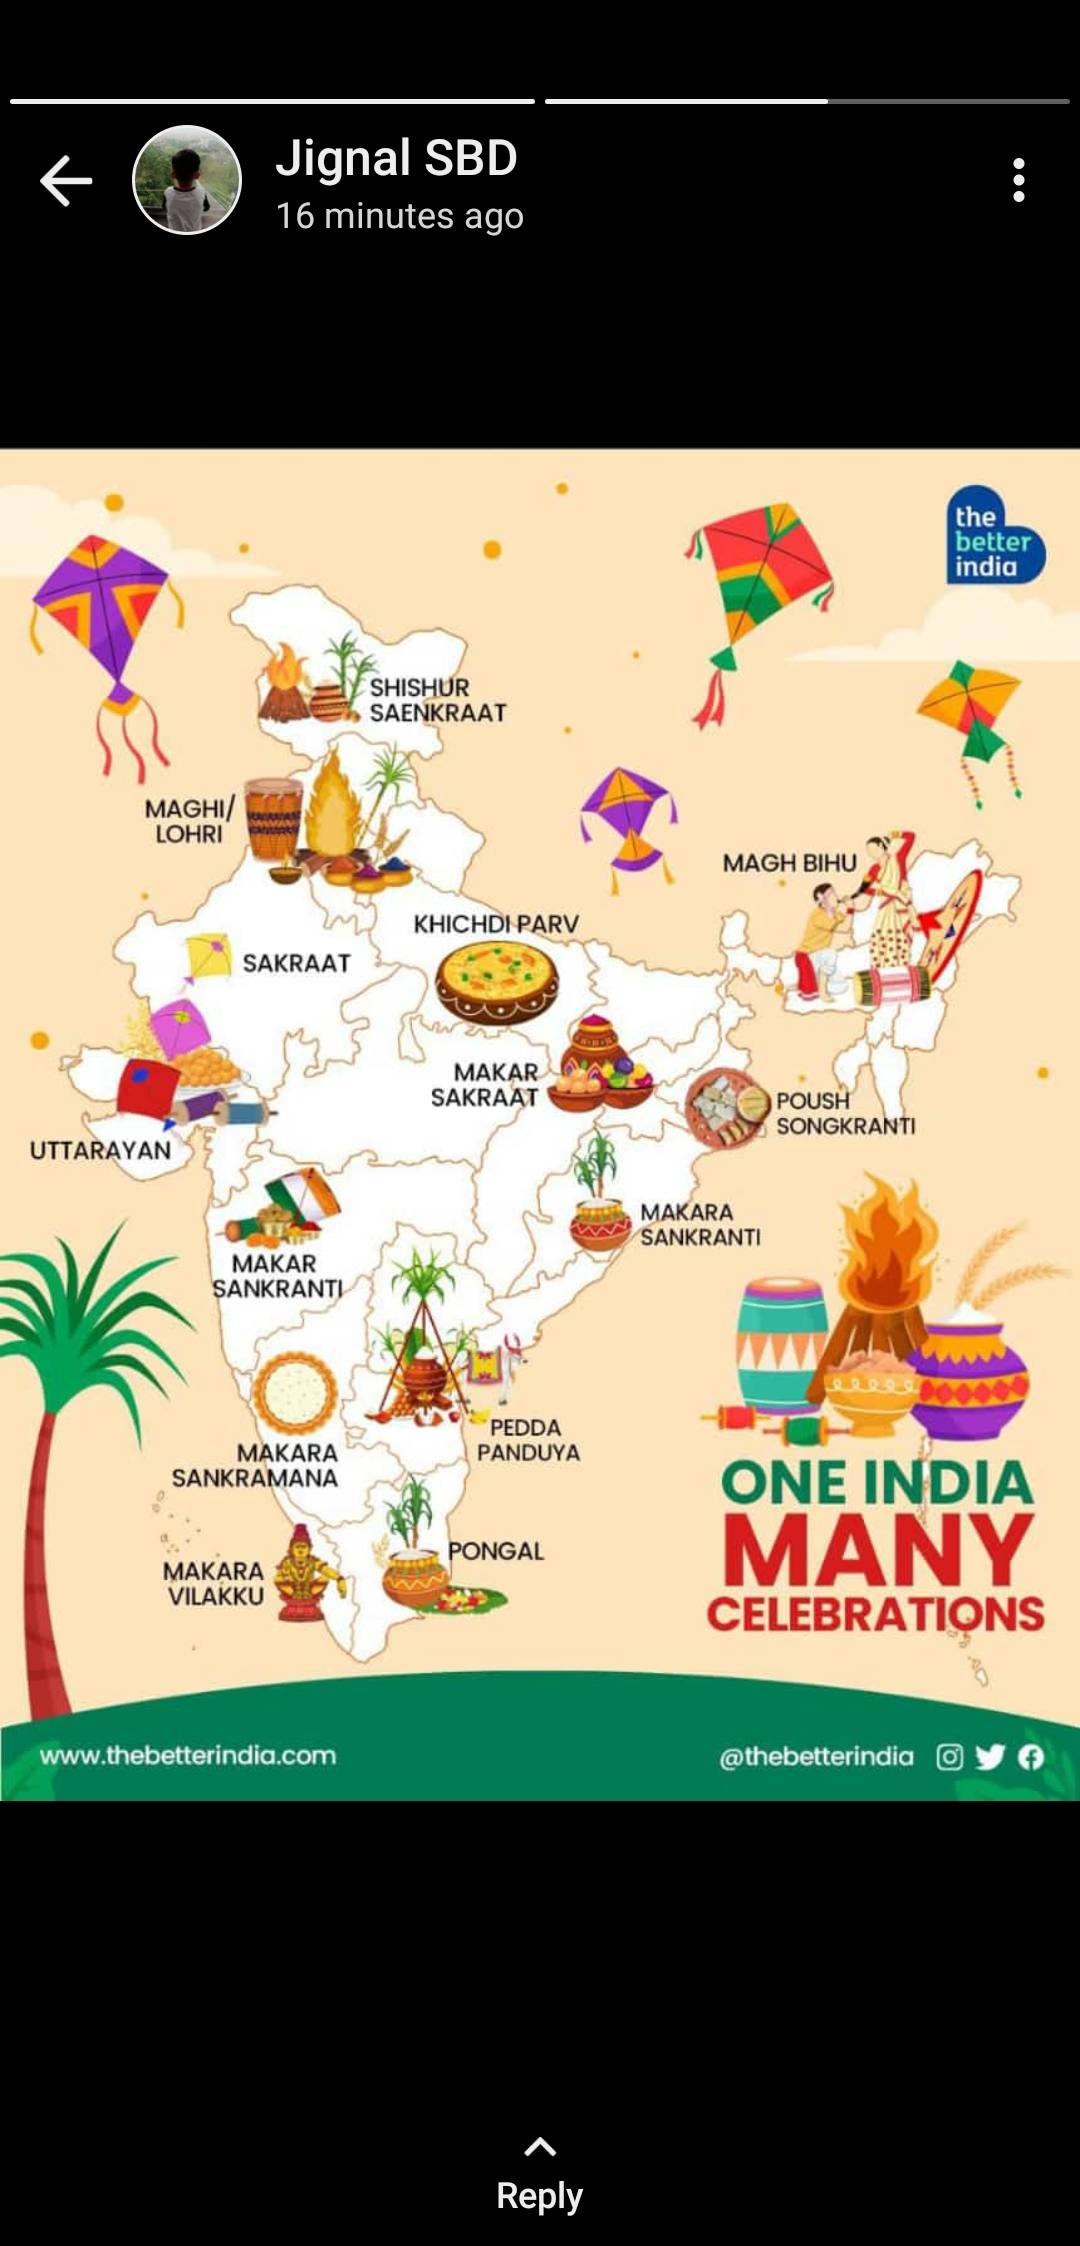 Jignal SBD
16 minutes ago
the
better
india
SHISHUR
SAENKRAAT
MAGHI/
LOHRI
MAGH BIHU
KHICHDI PARV
SAKRAAT
MAKAR
SAKRAAT
POUSH
SONGKRANTI
UTTARAYAN
MAKARA
SANKRANTI
MAKAR
SANKRANTI
PEDDA
PANDUYA
MAKARA
SANKRAMANA
PONGAL
MAKARA
VILAKKU
ONE INDIA
MANY
CELEBRATIONS
www.thebetterindia.com
@thebetterindia
Reply